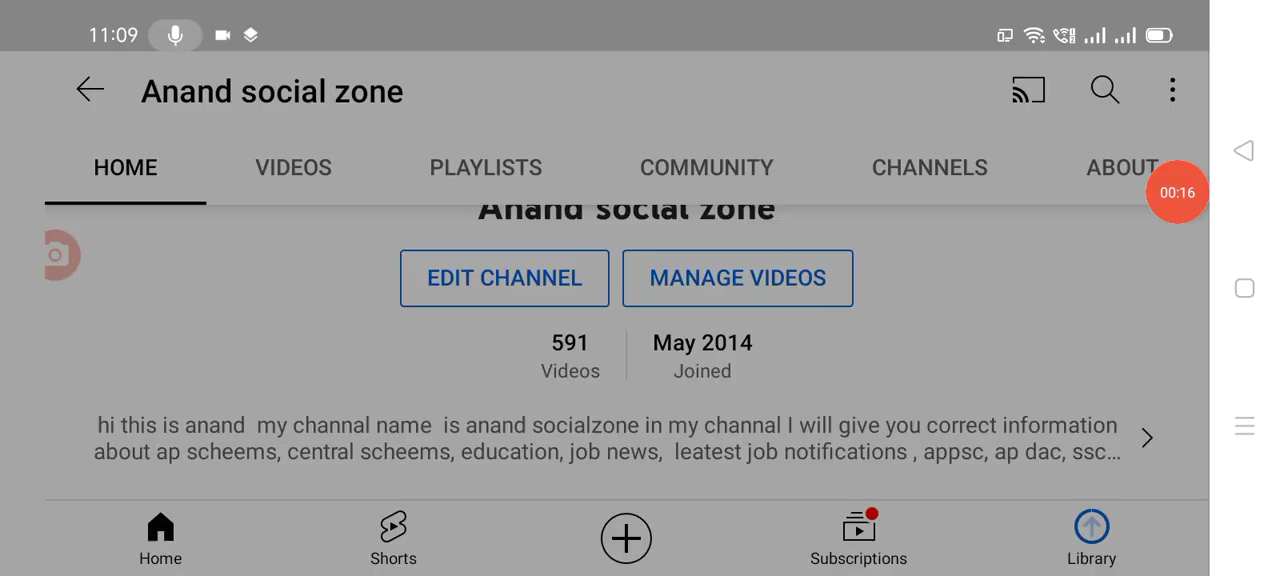 11:09
Anand social zone
HOME VIDEOS PLAYLISTS COMMUNITY CHANNELS ABOUT
00:16
Anand social zone
EDIT CHANNEL MANAGE VIDEOS
591 May 2014
Videos Joined
hi this is anand my channal name is anand socialzone in my channal I will give you correct information
about ap scheems, central scheems, education, job news, leatest job notifications , appsc, ap dac, ssc...
Home Shorts Subscriptions Library